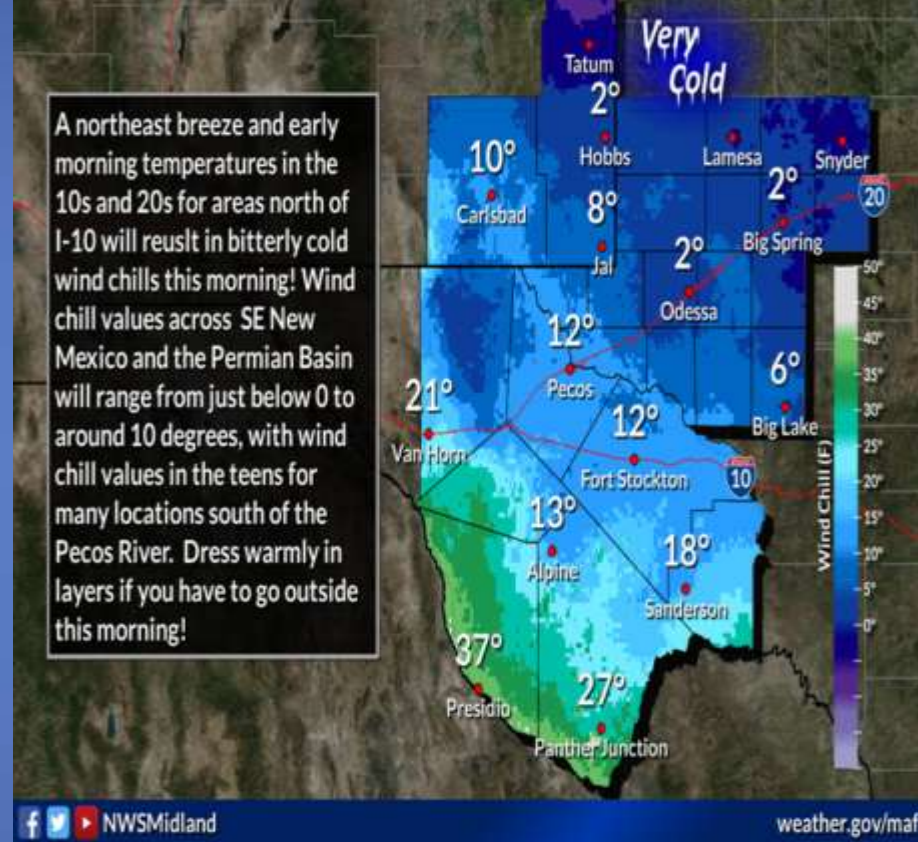 Very
Cold
A northeast breeze and early
morning temperatures in the
10s and 20s for areas north of
I-10 will reuslt in bitterly cold
wind chills this morning! Wind
chill values across SE New
Mexico and the Permian Basin
will range from just below 0 to
around 10 degrees, with wind
chill values in the teens for
many locations south of the
Pecos River. Dress warmly in
layers if you have to go outside
this morning!
Tatum
2°
Hobbs
Lamesa
Snyder
10°
Carlsbad
8°
Jal
2°
Big Spring
20
2°
Odessa
12°
Pecos
6°
Big Lake
21°
Van Horn
12°
Fort Stockton
10
13°
Alpine
18°
Sanderson
37°
Presidio
27°
Panther Junction
50°
45°
40°
35°
30°
25°
20°
15°
10°
5°
0°
Wind Chill (F)
NWSMidland
weather.gov/maf